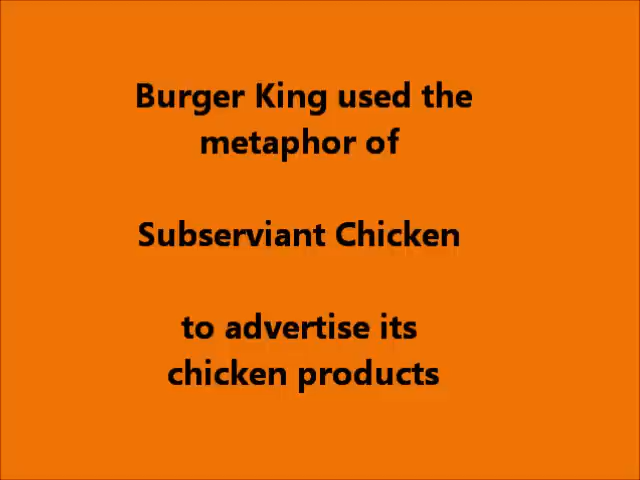 Burger King used the
metaphor of
Subserviant Chicken
to advertise its
chicken products